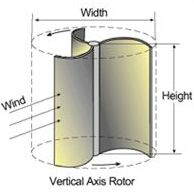 Width
Wind
Height
Vertical Axis Rotor